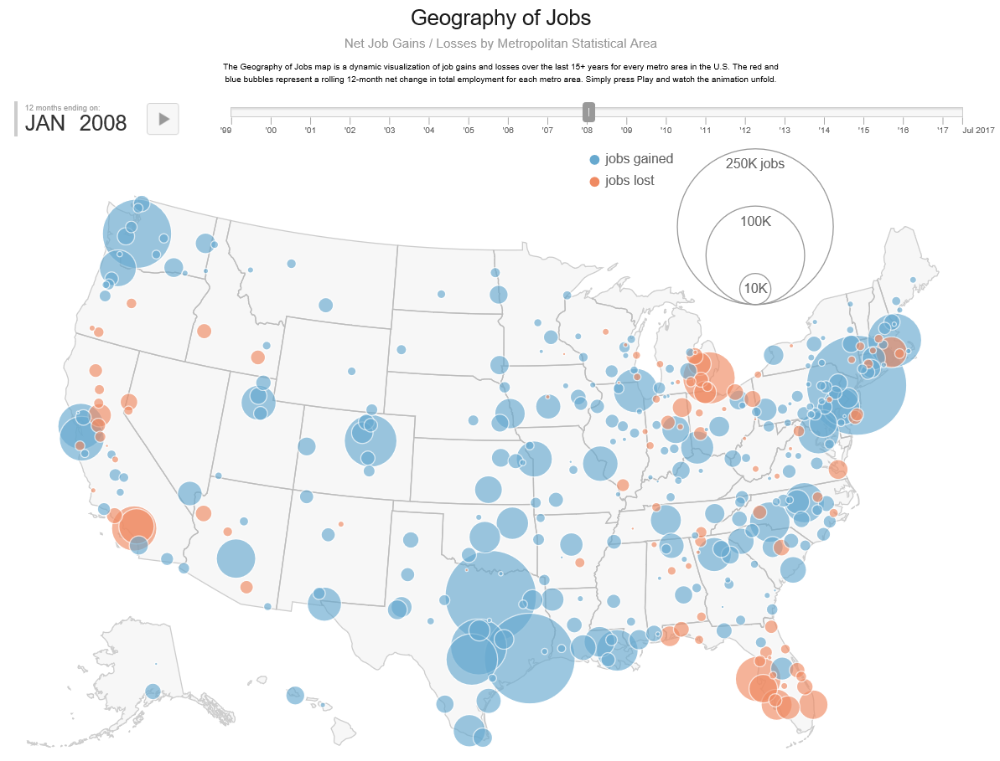 Geography of Jobs
Net Job Gains / Losses by Metropolitan Statistical Area
The Geography of Jobs map is a dynamic visualization of job gains and losses over the last 15+ years for every metro area in the U.S. The red and
blue bubbles represent a rolling 12-month net change in total employment for each metro area. Simply press Play and watch the animation unfold.
12 months ending on:
JAN 2008
'99 '00 '01 '02 '03 '04 '05 '06 '07 '08 '09 '10 '11 '12 '13 '14 '15 '16 '17 Jul 2017
jobs gained
jobs lost
250K jobs
100K
10K